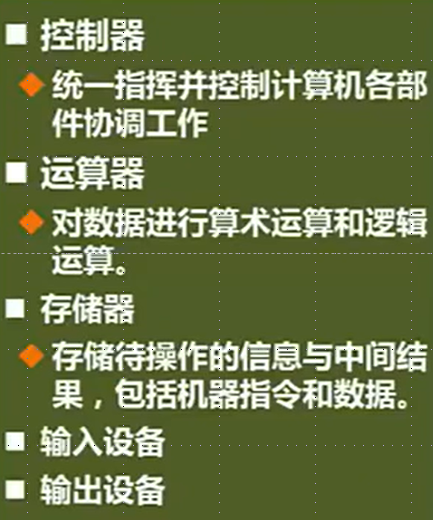 控制器
统一指挥并控制计算机各部
件协调工作
运算器
对数据进行算术运算和逻辑
运算。
存储器
存储待操作的信息与中间结
果，包括机器指令和数据。
输入设备
输出设备